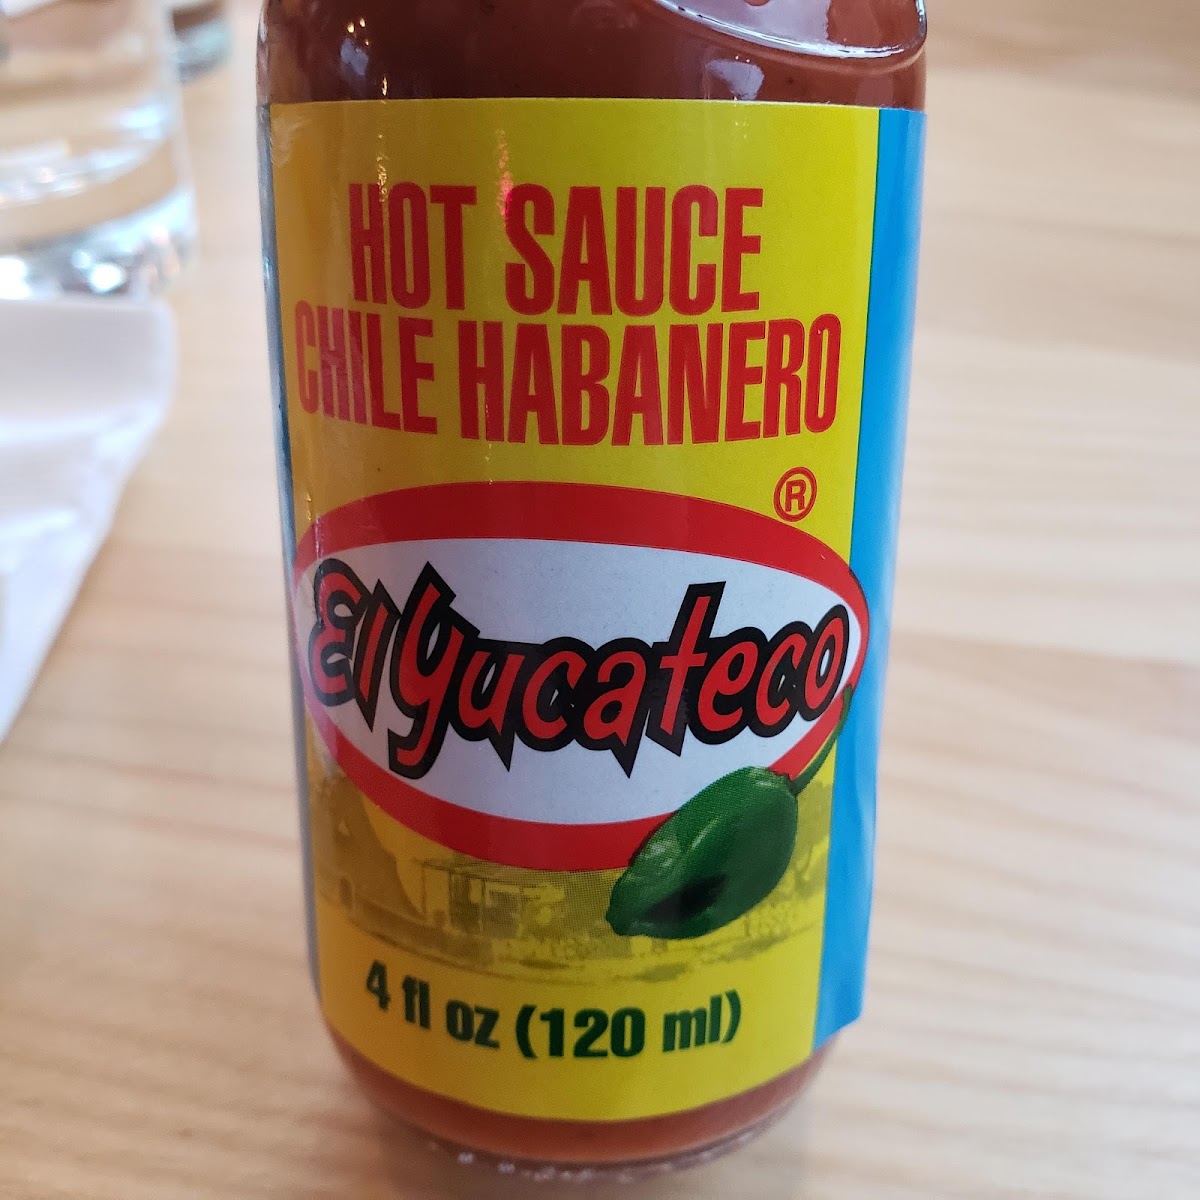 HOT SAUCE
CHILE HABANERO
®
El Yucateco
4 fl oz (120 ml)